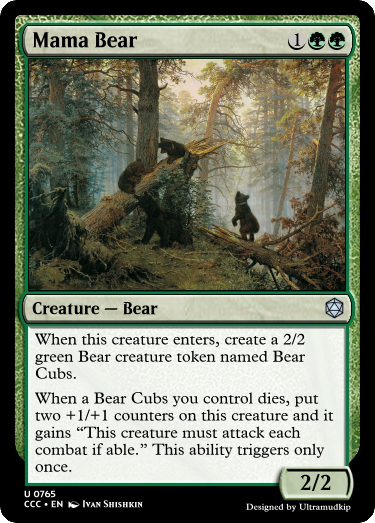 Mama Bear 1
Creature — Bear
When this creature enters, create a 2/2
green Bear creature token named Bear
Cubs.
When a Bear Cubs you control dies, put
two +1/+1 counters on this creature and it
gains “This creature must attack each
combat if able.” This ability triggers only
once.
2/2
U 0765
CCC • EN Ivan Shishkin
Designed by Ultramudkip